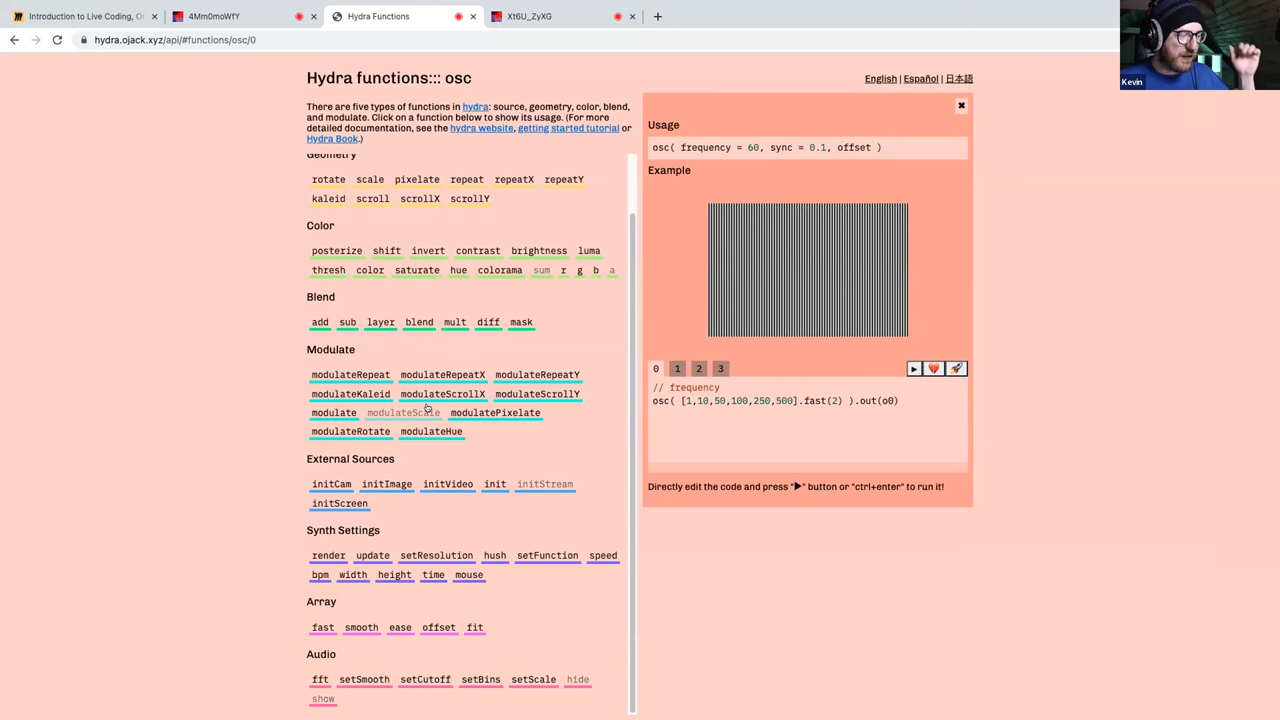 Introduction to Live Coding, O
4Mm0moWfY
Hydra Functions
Xt6U_ZyXG
hydra.ojack.xyz/api/#functions/osc/0
Kevin
Hydra functions::: osc
English | Español | 日本語
There are five types of functions in hydra: source, geometry, color, blend,
and modulate. Click on a function below to show its usage. (For more
detailed documentation, see the hydra website, getting started tutorial or
Hydra Book.)
Geometry
rotate scale pixelate repeat repeatX repeatY
kaleid scroll scrollX scrollY
Color
posterize shift invert contrast brightness luma
thresh color saturate hue colorama sum r g b a
Blend
add sub layer blend mult diff mask
Modulate
modulateRepeat modulateRepeatX modulateRepeatY
modulateKaleid modulateScrollX modulateScrollY
modulate modulateScale modulatePixelate
modulateRotate modulateHue
External Sources
initCam initImage initVideo init initStream
initScreen
Synth Settings
render update setResolution hush setFunction speed
bpm width height time mouse
Array
fast smooth ease offset fit
Audio
fft setSmooth setCutoff setBins setScale hide
show
Usage
osc( frequency = 60, sync = 0.1, offset )
Example
0 1 2 3
// frequency
osc( [1,10,50,100,250,500].fast(2) ).out(o0)
Directly edit the code and press "▶" button or "ctrl+enter" to run it!